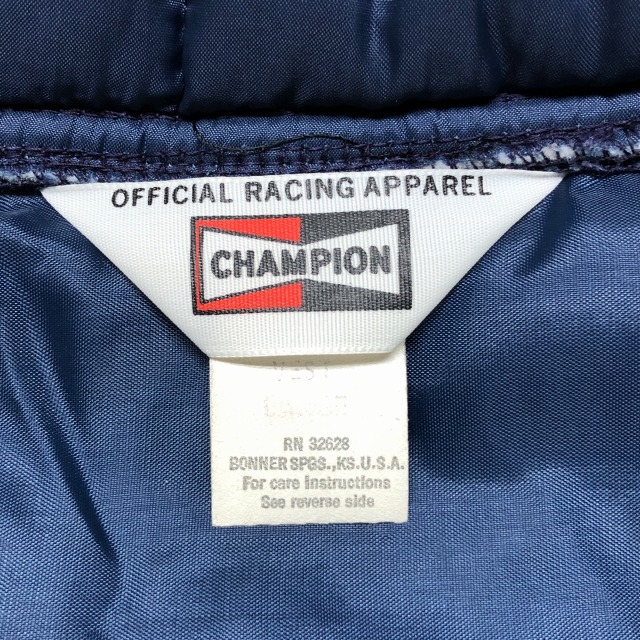 OFFICIAL RACING APPAREL
CHAMPION
RN 32628
BONNER SPGS., KS. U.S.A.
For care instructions
See reverse side